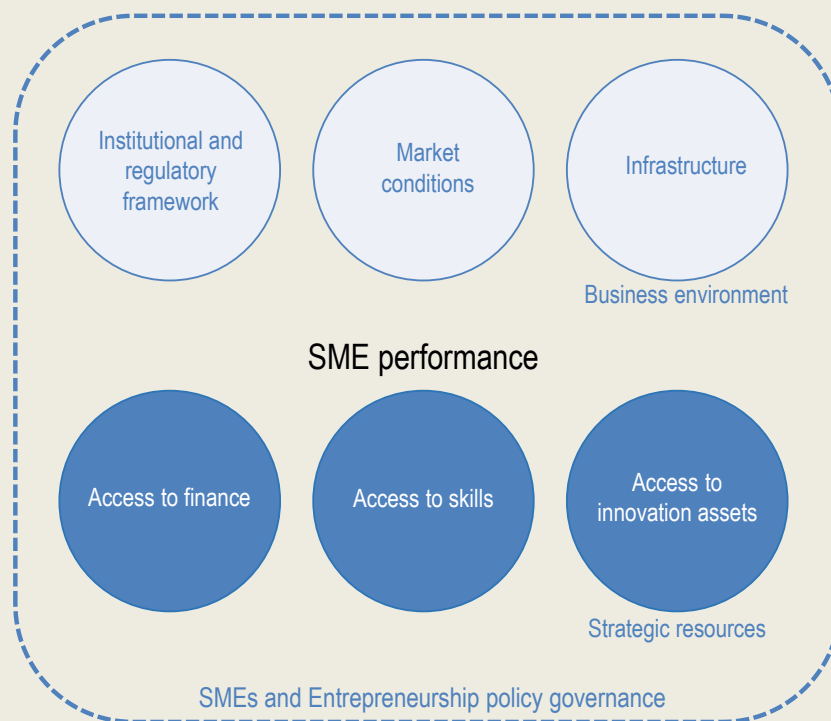 Institutional and
regulatory
framework
Market
conditions
Infrastructure
Business environment
SME performance
Access to finance
Access to skills
Access to
innovation assets
Strategic resources
SMEs and Entrepreneurship policy governance